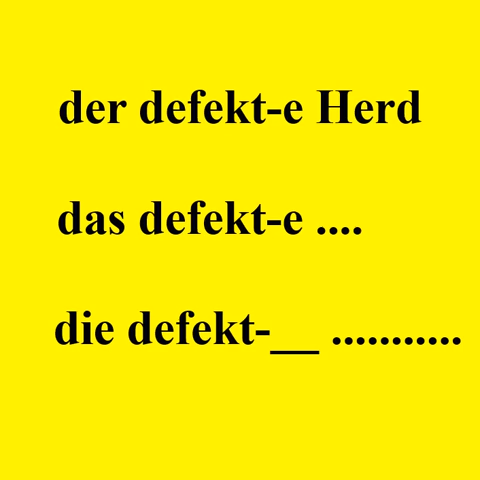 der defekt-e Herd
das defekt-e ....
die defekt-__ ...........